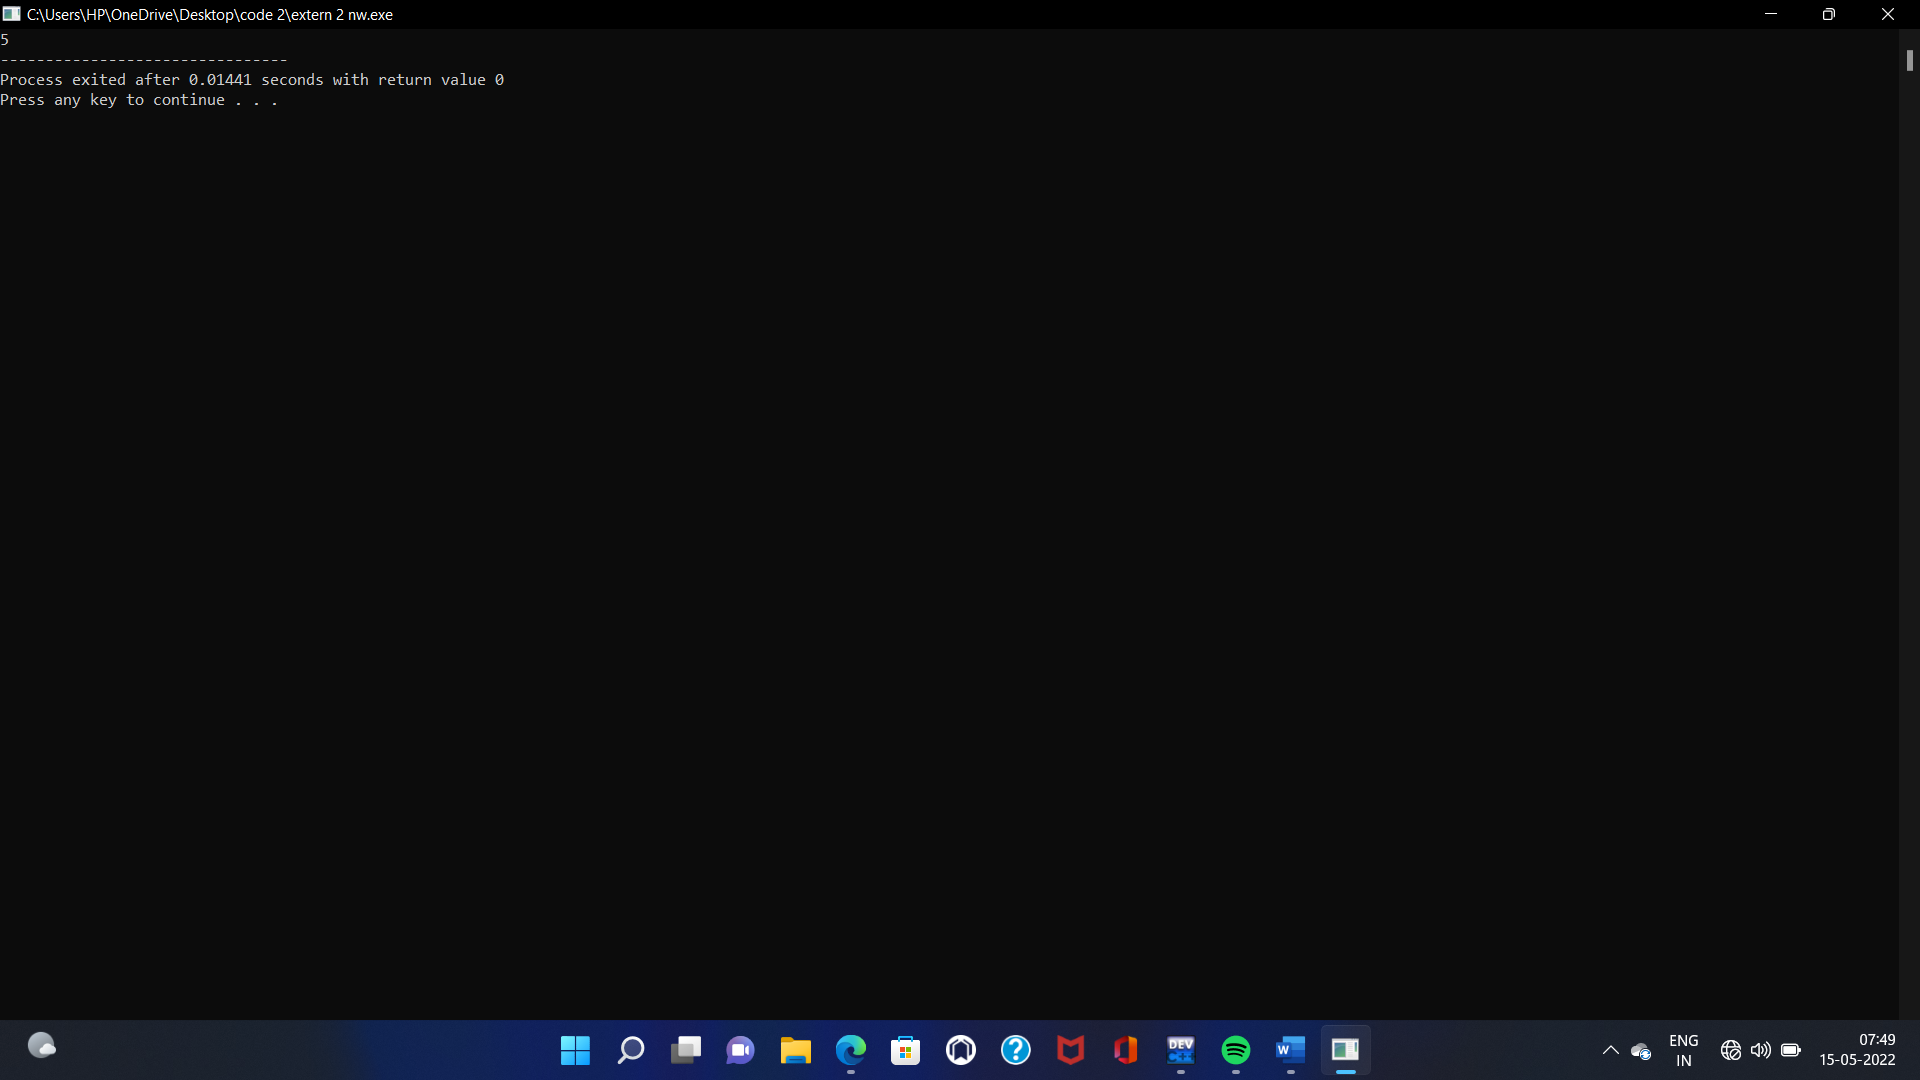 C:\Users\HP\OneDrive\Desktop\code 2\extern 2 nw.exe
5
--------------------------------
Process exited after 0.01441 seconds with return value 0
Press any key to continue . . .
DEV
C++
W
ENG
IN
07:49
15-05-2022